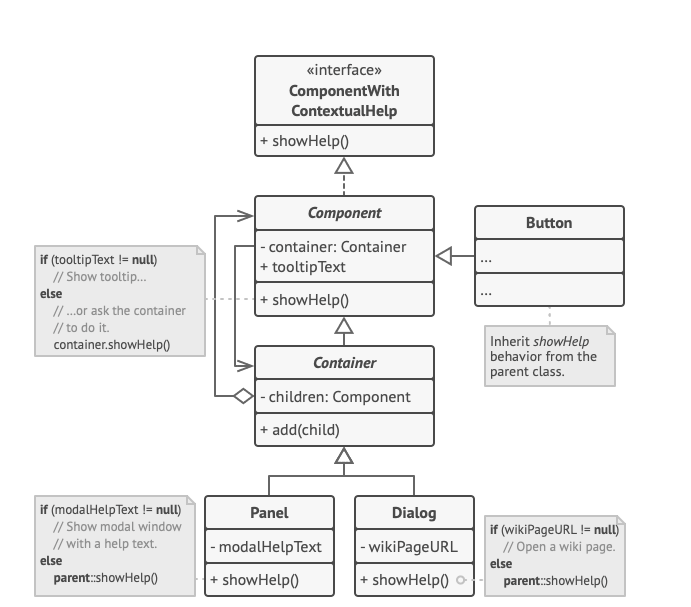 «interface»
ComponentWith
ContextualHelp
+ showHelp()
Component
- container: Container
+ tooltipText
+ showHelp()
Button
...
...
if (tooltipText != null)
// Show tooltip...
else
// ...or ask the container
// to do it.
container.showHelp()
Inherit showHelp
behavior from the
parent class.
Container
- children: Component
+ add(child)
if (modalHelpText != null)
// Show modal window
// with a help text.
else
parent::showHelp()
Panel
- modalHelpText
+ showHelp()
Dialog
- wikiPageURL
+ showHelp()
if (wikiPageURL != null)
// Open a wiki page.
else
parent::showHelp()